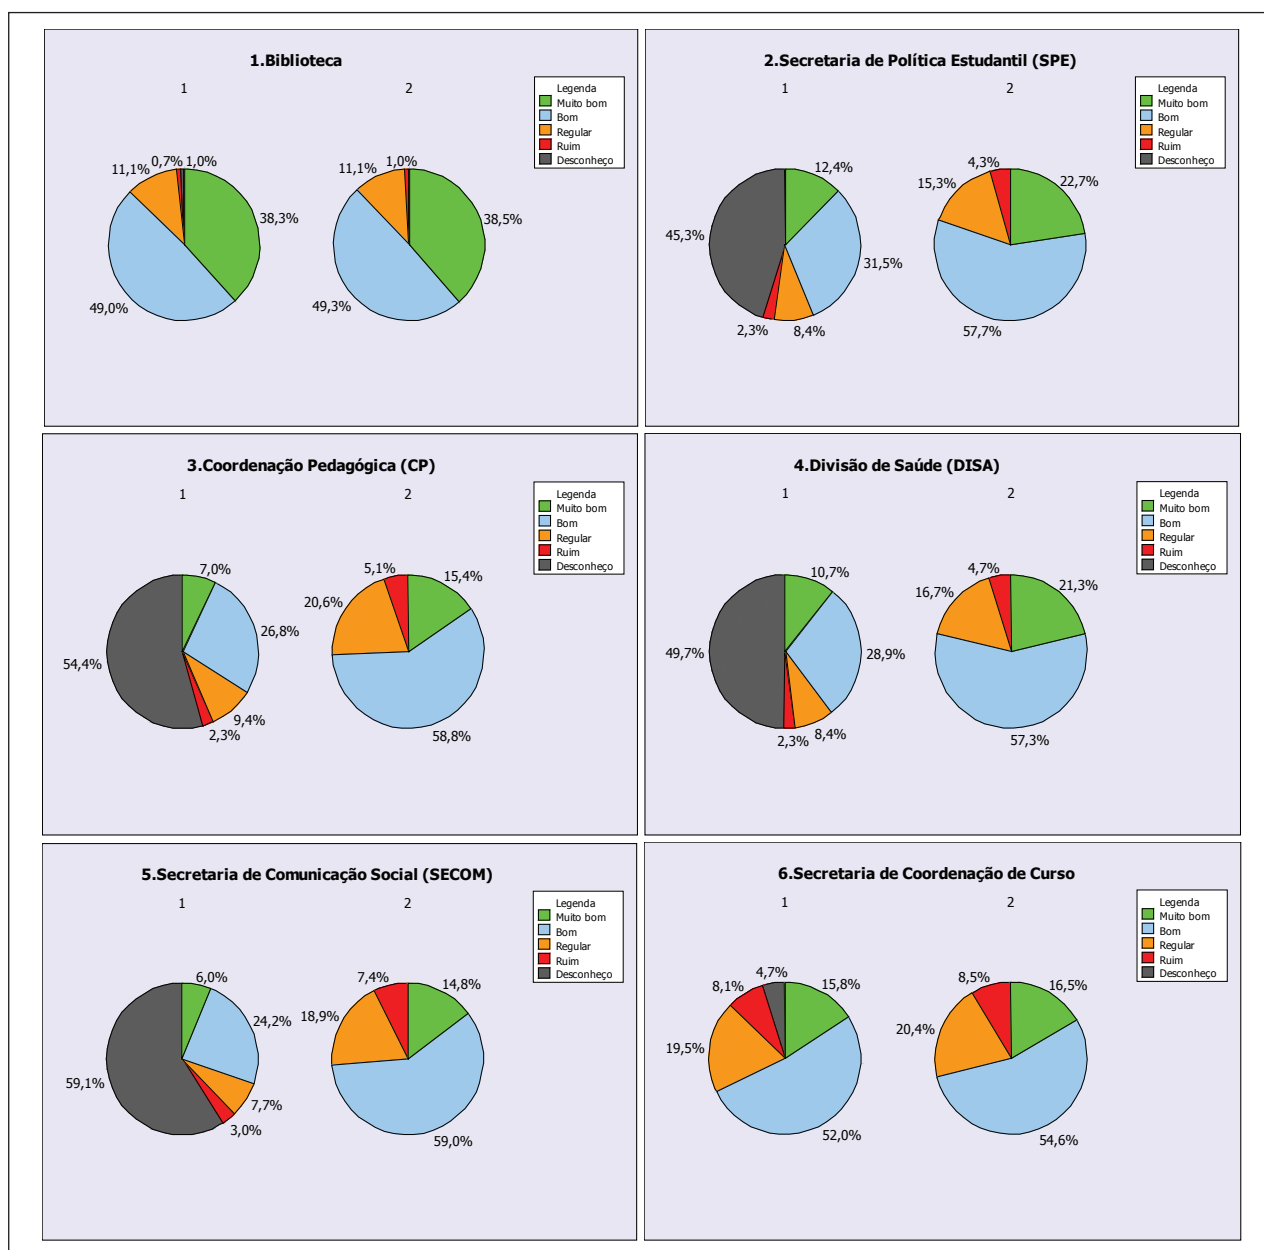 1.Biblioteca
1
2
Legenda
Muito bom
Bom
Regular
Ruim
Desconheço
11,1%
0,7%
1,0%
38,3%
49,0%
11,1%
1,0%
38,5%
49,3%
2.Secretaria de Política Estudantil (SPE)
1
2
Legenda
Muito bom
Bom
Regular
Ruim
Desconheço
12,4%
45,3%
31,5%
2,3%
8,4%
4,3%
15,3%
22,7%
57,7%
3.Coordenação Pedagógica (CP)
1
2
Legenda
Muito bom
Bom
Regular
Ruim
Desconheço
7,0%
26,8%
54,4%
9,4%
2,3%
5,1%
15,4%
20,6%
58,8%
4.Divisão de Saúde (DISA)
1
2
Legenda
Muito bom
Bom
Regular
Ruim
Desconheço
10,7%
49,7%
28,9%
2,3%
8,4%
4,7%
16,7%
21,3%
57,3%
5.Secretaria de Comunicação Social (SECOM)
1
2
Legenda
Muito bom
Bom
Regular
Ruim
Desconheço
6,0%
24,2%
59,1%
7,7%
3,0%
7,4%
14,8%
18,9%
59,0%
6.Secretaria de Coordenação de Curso
1
2
Legenda
Muito bom
Bom
Regular
Ruim
Desconheço
4,7%
8,1%
15,8%
19,5%
52,0%
8,5%
16,5%
20,4%
54,6%